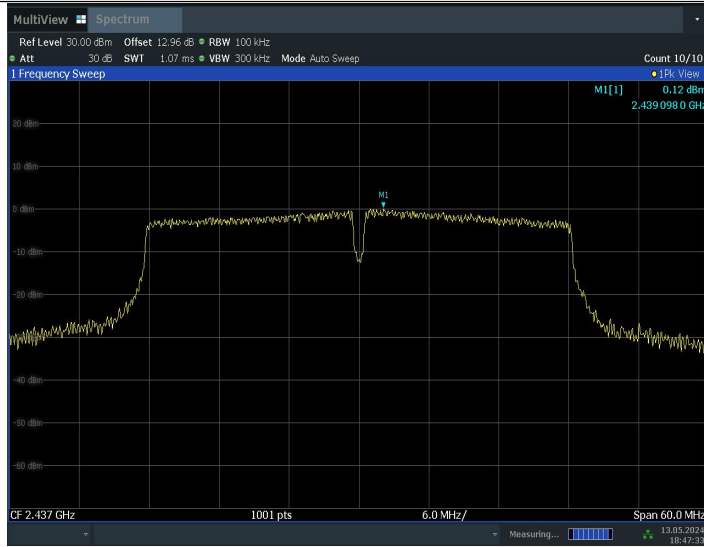 MultiView Spectrum
Ref Level 30.00 dBm Offset 12.96 dB RBW 100 kHz
Att 30 dB SWT 1.07 ms VBW 300 kHz Mode Auto Sweep Count 10/10
1 Frequency Sweep 1Pk View
M1[1] 0.12 dBm
2.439 098 0 GHz
20 dBm
10 dBm
M1
0 dBm
-10 dBm
-20 dBm
-40 dBm
-50 dBm
-60 dBm
CF 2.437 GHz 1001 pts 6.0 MHz/ Span 60.0 MHz
Measuring... 13.05.2024
18:47:33